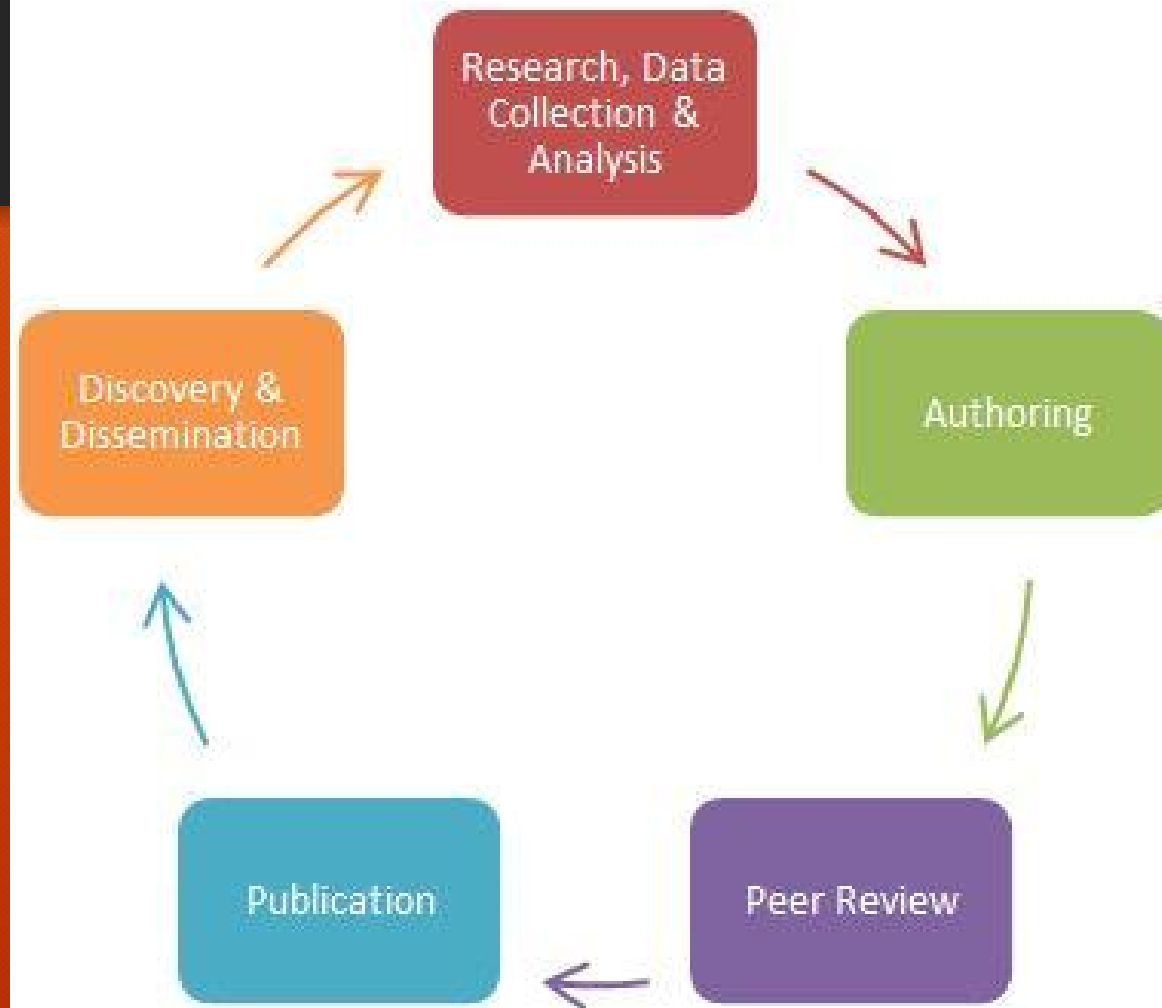 Research, Data
Collection &
Analysis
Authoring
Peer Review
Publication
Discovery &
Dissemination